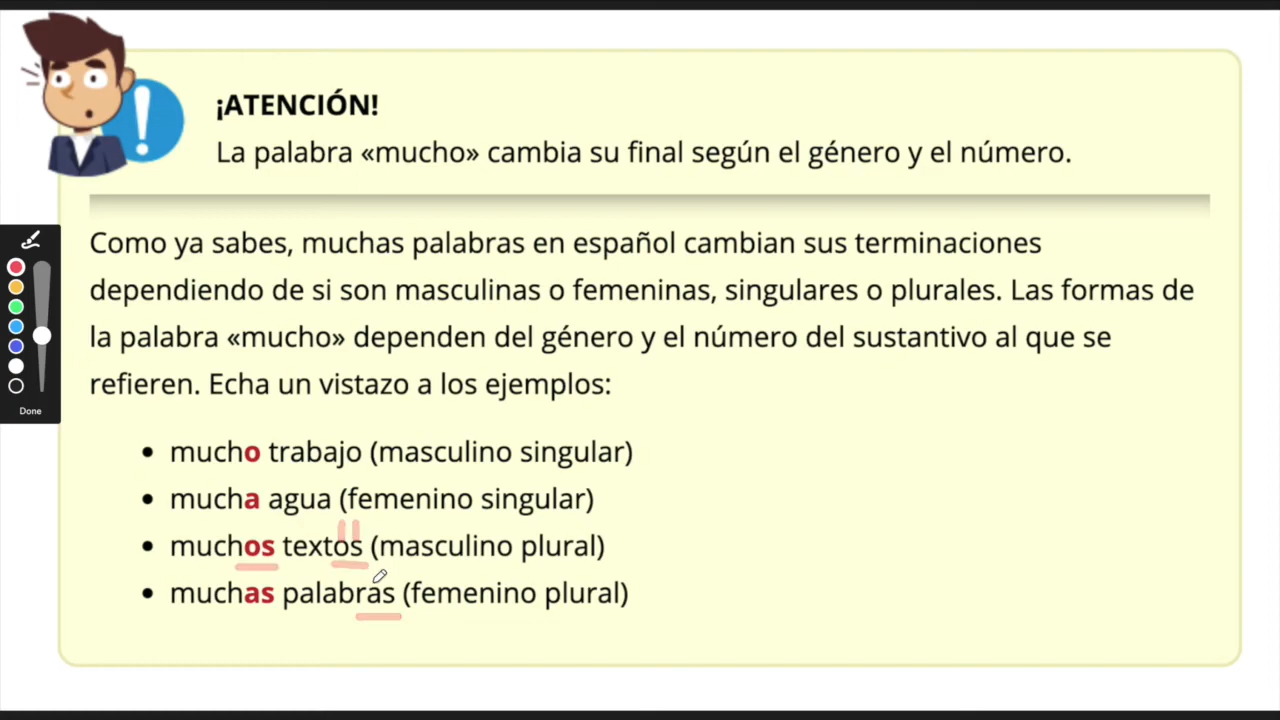 ¡ATENCIÓN!
La palabra «mucho» cambia su final según el género y el número.
Como ya sabes, muchas palabras en español cambian sus terminaciones
dependiendo de si son masculinas o femeninas, singulares o plurales. Las formas de
la palabra «mucho» dependen del género y el número del sustantivo al que se
refieren. Echa un vistazo a los ejemplos:
• mucho trabajo (masculino singular)
• mucha agua (femenino singular)
• muchos textos (masculino plural)
• muchas palabras (femenino plural)
Done